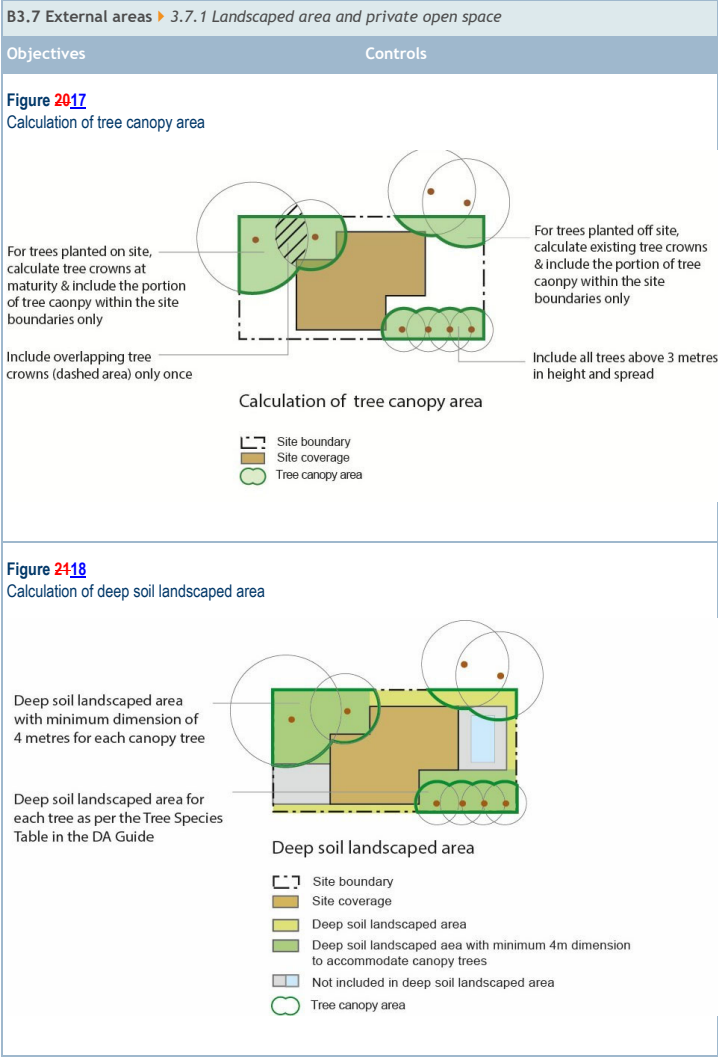 B3.7 External areas 3.7.1 Landscaped area and private open space
Objectives Controls
Figure 2017
Calculation of tree canopy area
For trees planted on site,
calculate tree crowns at
maturity & include the portion
of tree caonpy within the site
boundaries only
Include overlapping tree
crowns (dashed area) only once
For trees planted off site,
calculate existing tree crowns
& include the portion of tree
caonpy within the site
boundaries only
Include all trees above 3 metres
in height and spread
Calculation of tree canopy area
Site boundary
Site coverage
Tree canopy area
Figure 2118
Calculation of deep soil landscaped area
Deep soil landscaped area
with minimum dimension of
4 metres for each canopy tree
Deep soil landscaped area for
each tree as per the Tree Species
Table in the DA Guide
Deep soil landscaped area
Site boundary
Site coverage
Deep soil landscaped area
Deep soil landscaped aea with minimum 4m dimension
to accommodate canopy trees
Not included in deep soil landscaped area
Tree canopy area